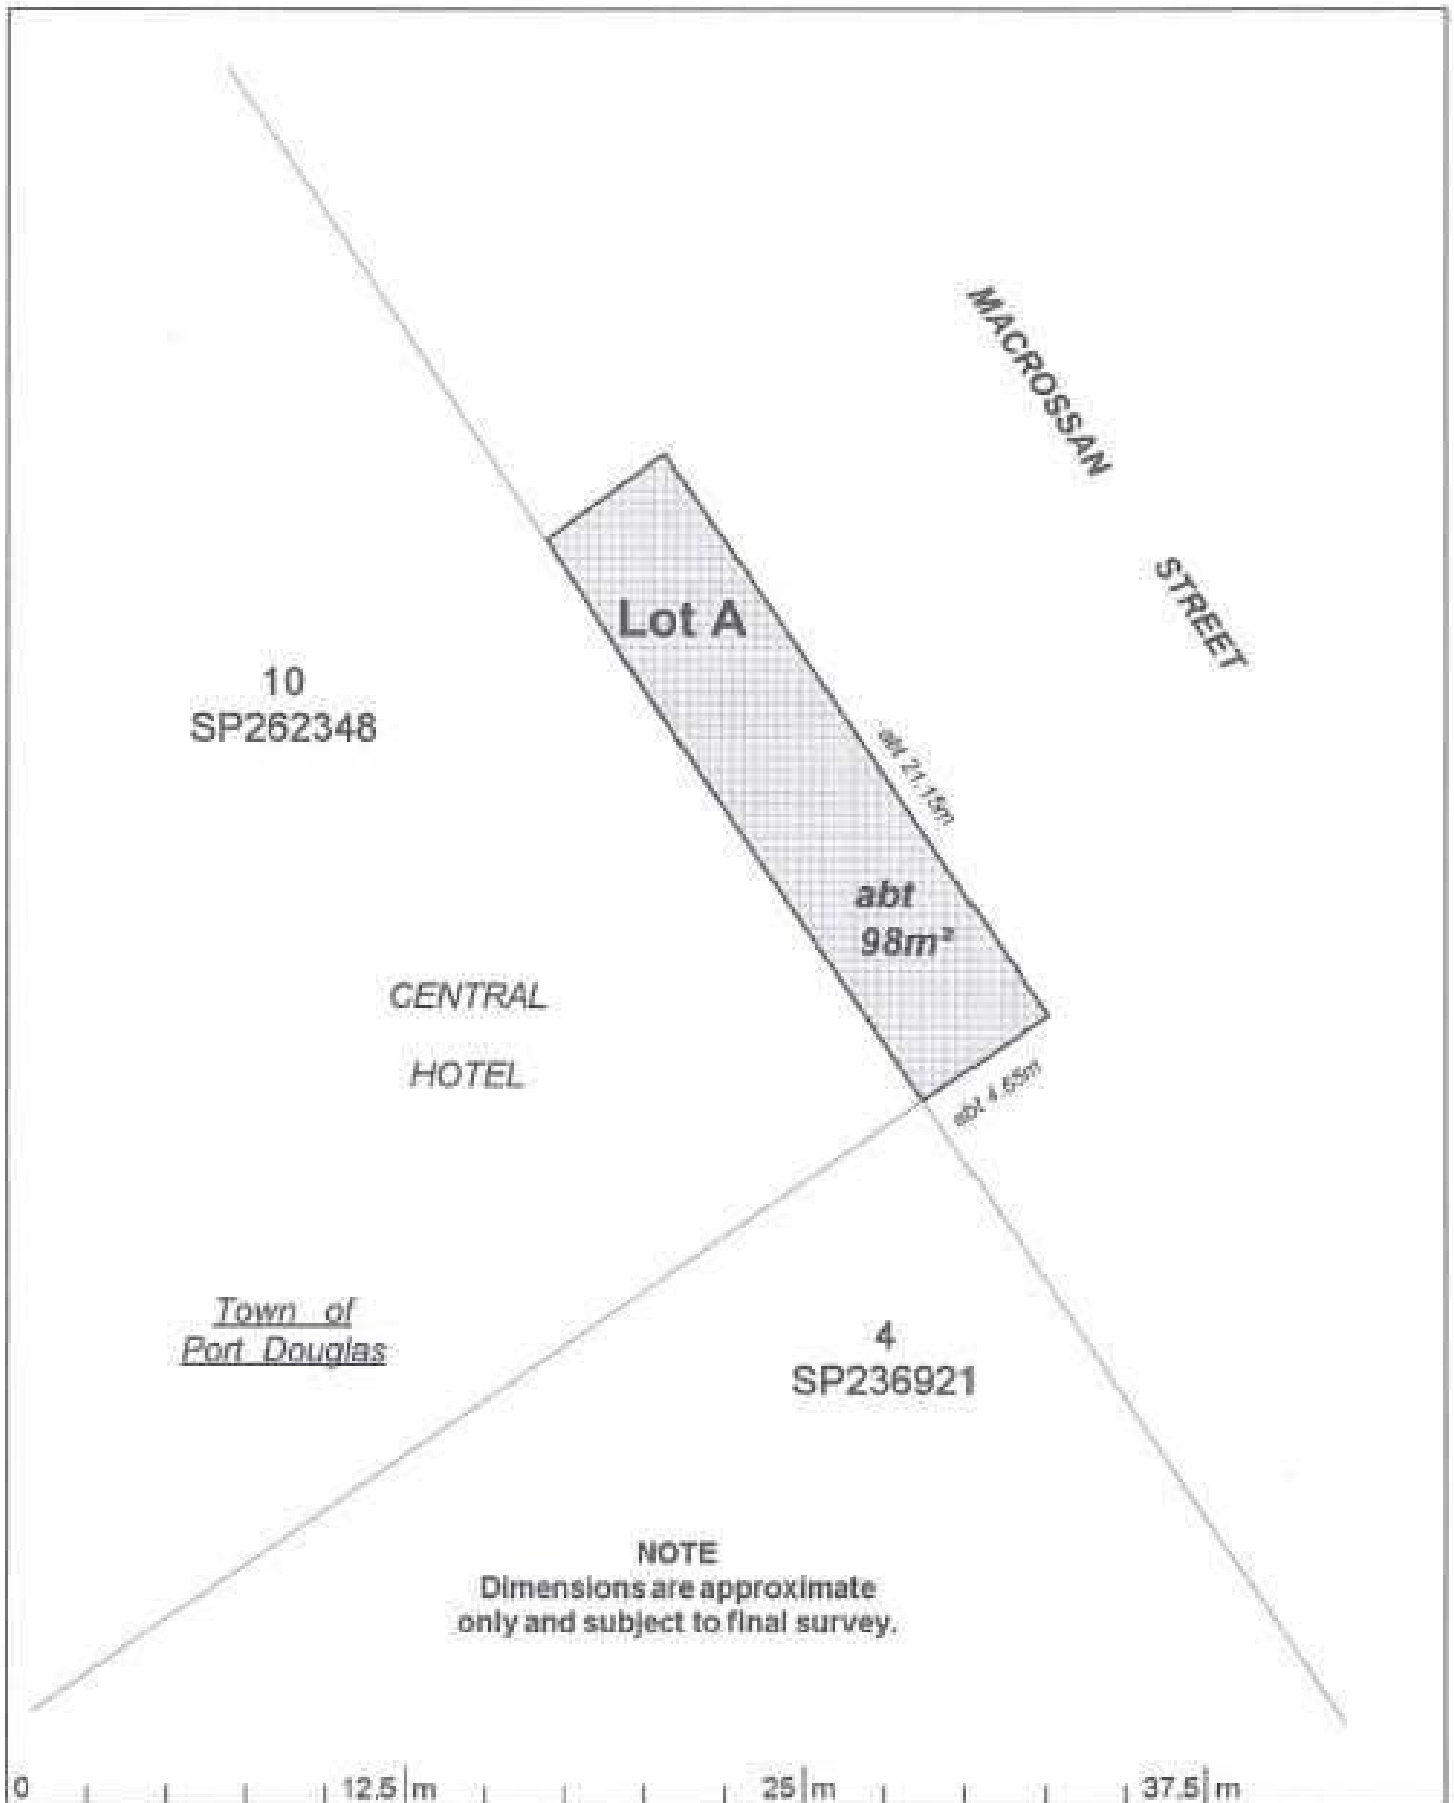 MACROSSAN
STREET
Lot A
10
SP262348
abt 21.15m
abt
98m²
CENTRAL
HOTEL
abt 4.65m
Town of
Port Douglas
4
SP236921
NOTE
Dimensions are approximate
only and subject to final survey.
0 12.5 m 25 m 37.5 m